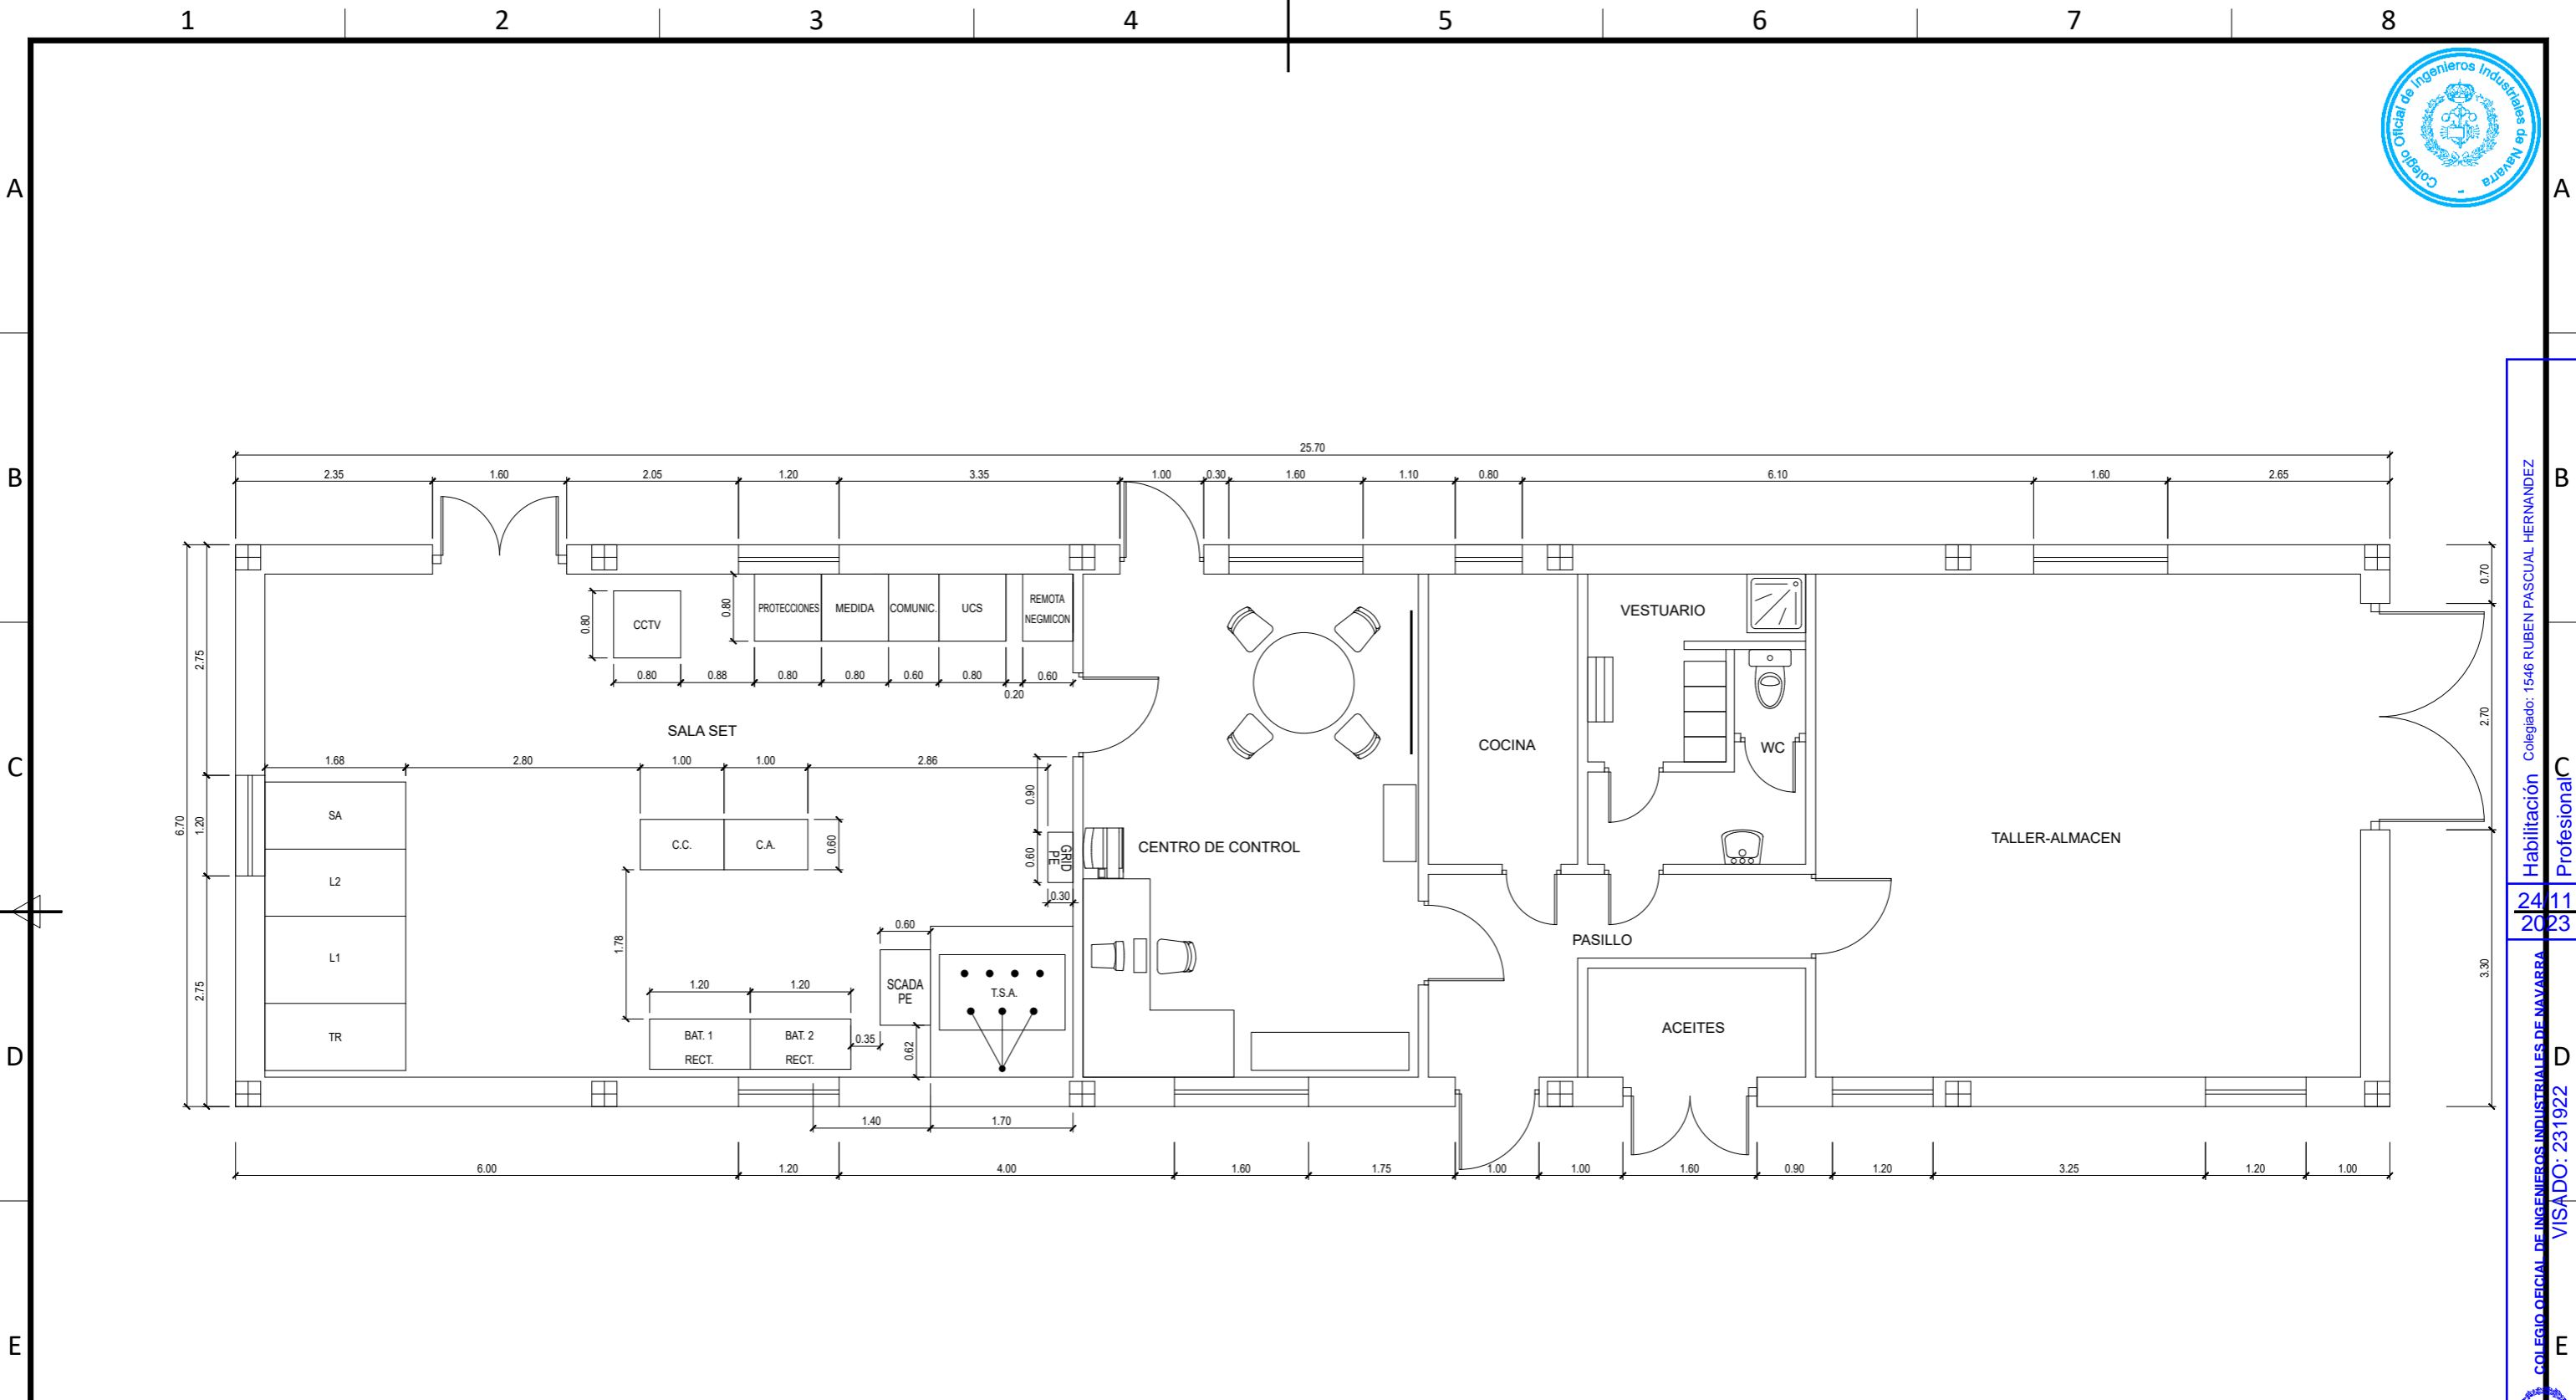 1 2 3 4 5 6 7 8
Colegio Oficial de Ingenieros Industriales de Navarra
A A
B B
C C
D D
E E
25.70
2.35 1.60 2.05 1.20 3.35 1.00 0.30 1.60 1.10 0.80 6.10 1.60 2.65
6.70
2.75
1.20
2.75
0.80
CCTV
0.80
PROTECCIONES
MEDIDA
COMUNIC.
UCS
REMOTA
NEGMICON
0.80 0.88 0.80 0.80 0.60 0.80 0.20 0.60
SALA SET
1.68 2.80 1.00 1.00 2.86
SA
L2
L1
TR
C.C.
C.A.
0.60
0.90
0.60
GRID
PE
0.30
1.78
0.60
SCADA
PE
T.S.A.
1.20 1.20
BAT. 1
RECT.
BAT. 2
RECT.
0.35
0.62
1.40 1.70
CENTRO DE CONTROL
COCINA
VESTUARIO
WC
PASILLO
ACEITES
TALLER-ALMACEN
0.70
2.70
3.30
6.00 1.20 4.00 1.60 1.75 1.00 1.00 1.60 0.90 1.20 3.25 1.20 1.00
Habilitación Colegiado: 1546 RUBEN PASCUAL HERNANDEZ
Profesional
24/11
2023
COLEGIO OFICIAL DE INGENIEROS INDUSTRIALES DE NAVARRA
VISADO: 231922